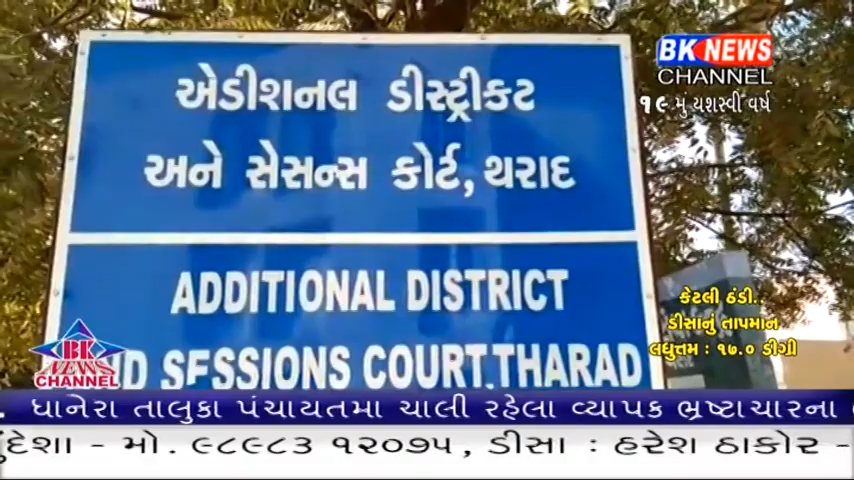 એડીશનલ ડીસ્ટ્રીકટ
અને સેસન્સ કોર્ટ, થરાદ
ADDITIONAL DISTRICT
SESSIONS COURT, THARAD
BK NEWS
CHANNEL
૧૯ મુ યશસ્વી વર્ષ
કેટલી ઠંડી.
ડીસાનું તાપમાન
લઘુત્તમ : ૧૭.૦ ડીગ્રી
BK
NEWS
CHANNEL
. ધાનેરા તાલુકા પંચાયતમા ચાલી રહેલા વ્યાપક ભ્રષ્ટાચારના
- મો. ૯૮૯૮૩ ૧૨૦૭૫, ડીસા : હરેશ ઠાકોર -